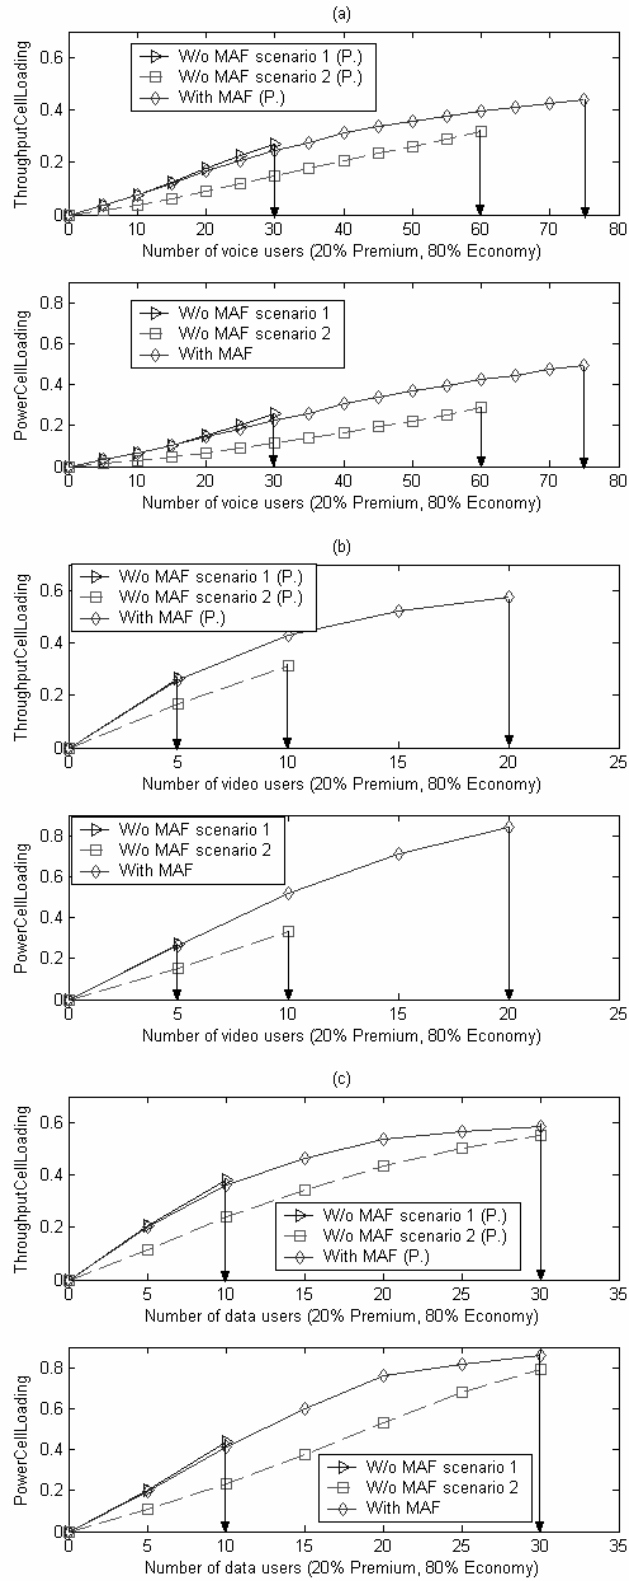 (a)
ThroughputCellLoading
0.6
0.4
0.2
0
W/o MAF scenario 1 (P.)
W/o MAF scenario 2 (P.)
With MAF (P.)
0 10 20 30 40 50 60 70 80
Number of voice users (20% Premium, 80% Economy)
PowerCellLoading
0.8
0.6
0.4
0.2
0
W/o MAF scenario 1
W/o MAF scenario 2
With MAF
0 10 20 30 40 50 60 70 80
Number of voice users (20% Premium, 80% Economy)
(b)
ThroughputCellLoading
0.6
0.4
0.2
0
W/o MAF scenario 1 (P.)
W/o MAF scenario 2 (P.)
With MAF (P.)
0 5 10 15 20 25
Number of video users (20% Premium, 80% Economy)
PowerCellLoading
0.8
0.6
0.4
0.2
0
W/o MAF scenario 1
W/o MAF scenario 2
With MAF
0 5 10 15 20 25
Number of video users (20% Premium, 80% Economy)
(c)
ThroughputCellLoading
0.6
0.4
0.2
0
W/o MAF scenario 1 (P.)
W/o MAF scenario 2 (P.)
With MAF (P.)
0 5 10 15 20 25 30 35
Number of data users (20% Premium, 80% Economy)
PowerCellLoading
0.8
0.6
0.4
0.2
0
W/o MAF scenario 1
W/o MAF scenario 2
With MAF
0 5 10 15 20 25 30 35
Number of data users (20% Premium, 80% Economy)